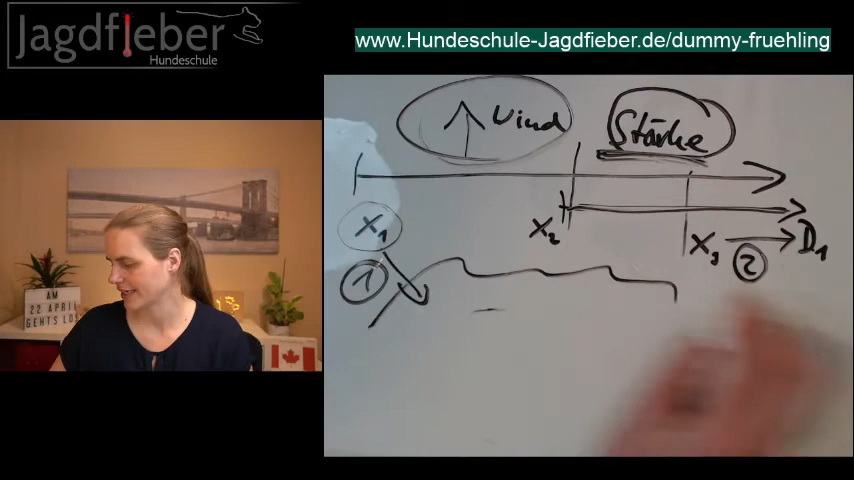 Jagdfieber
Hundeschule
www.Hundeschule-Jagdfieber.de/dummy-fruehling
Wind
Stärke
X1
X2
X3
D1
1
2
AM
22 APRIL
GEHTS LOS